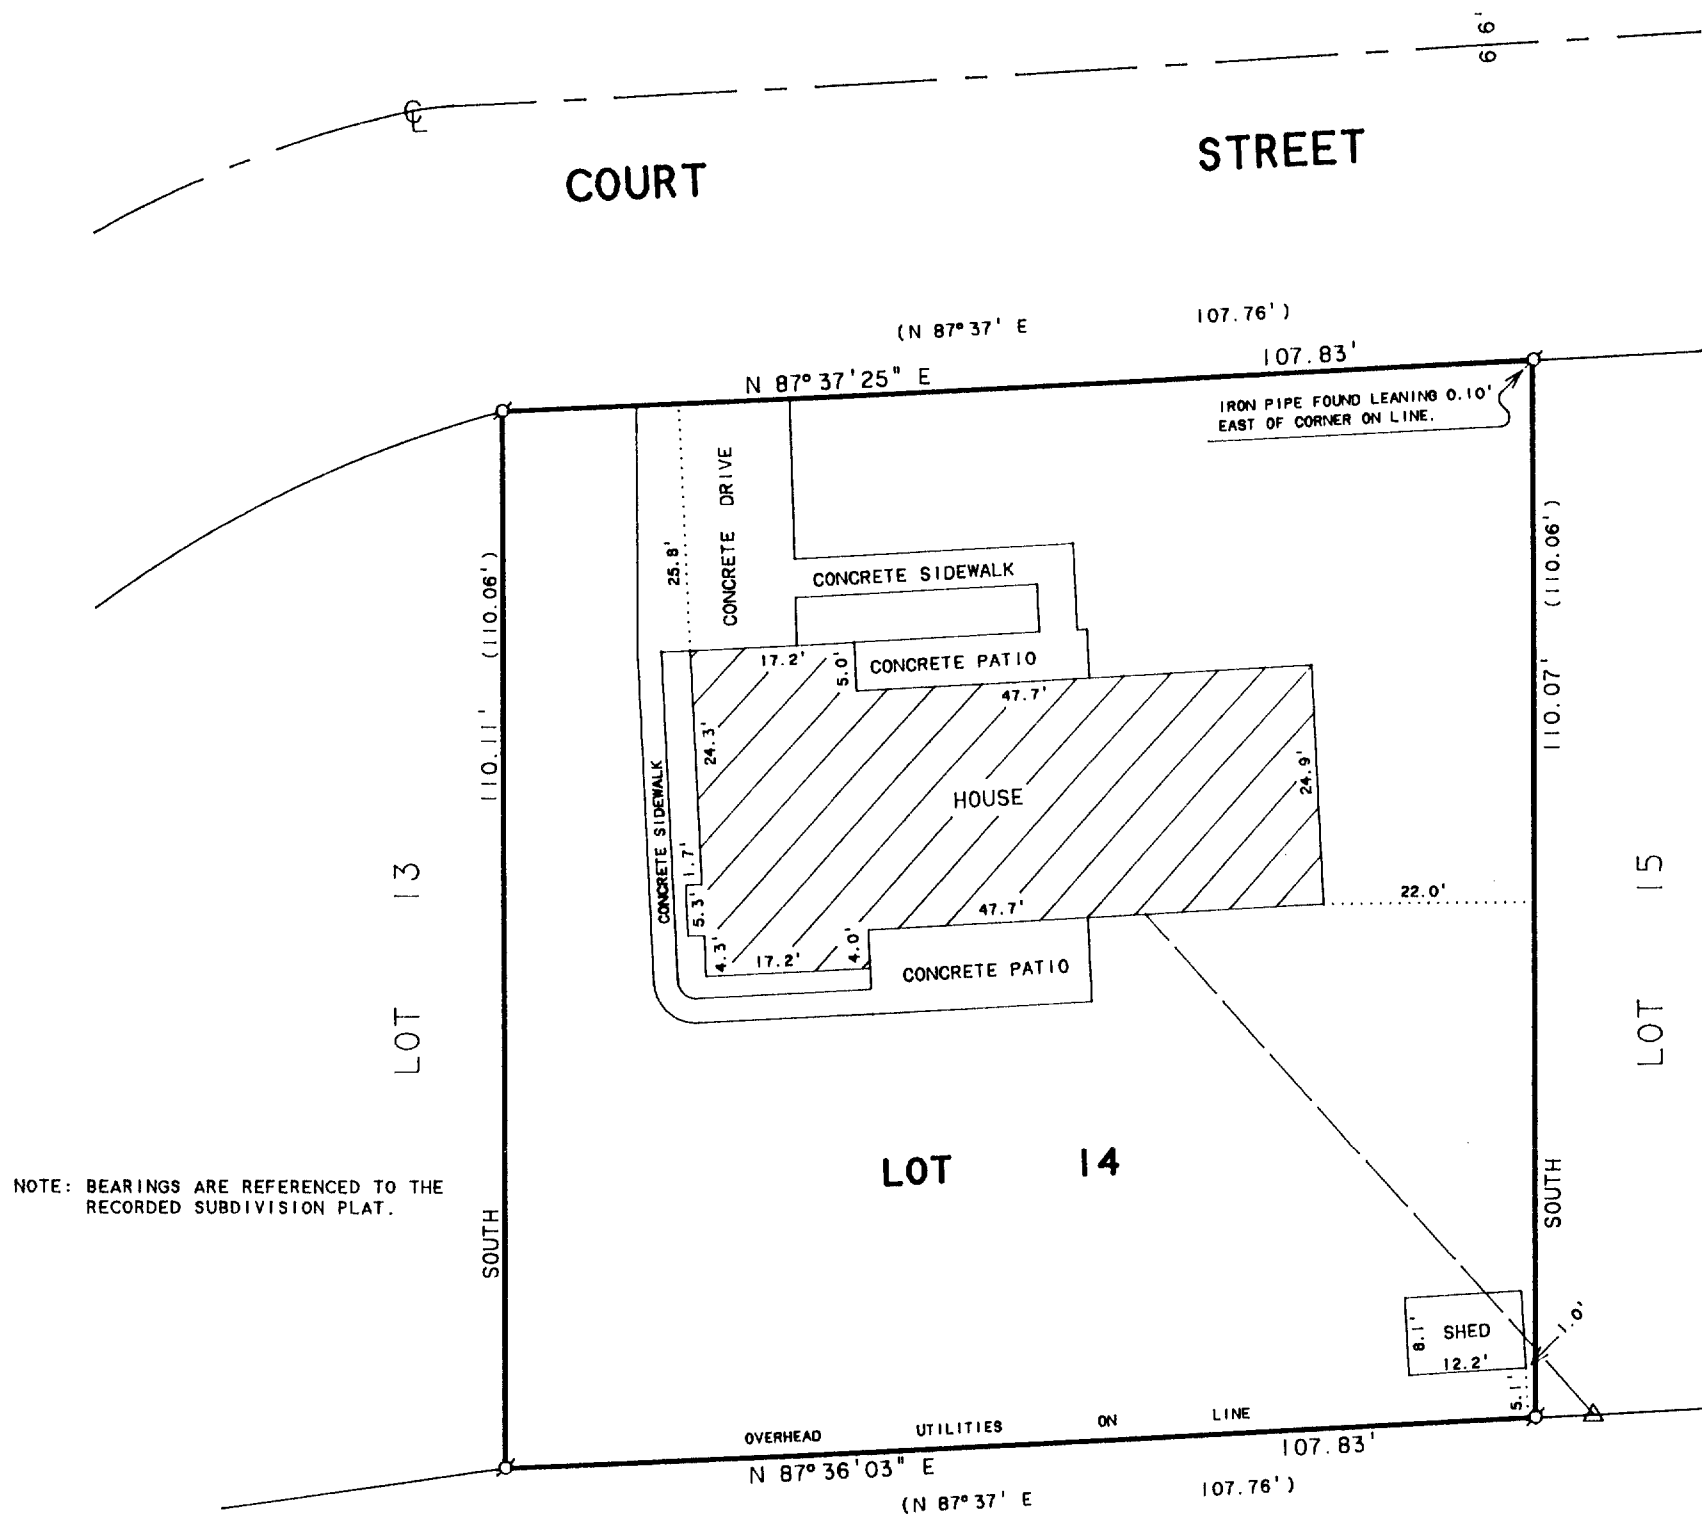 66'
℄
COURT STREET
(N 87° 37' E 107.76')
N 87° 37' 25" E 107.83'
IRON PIPE FOUND LEANING 0.10'
EAST OF CORNER ON LINE.
CONCRETE DRIVE
25.8'
CONCRETE SIDEWALK
(110.06')
(110.06')
17.2'
5.0'
CONCRETE PATIO
47.7'
110.11'
24.3'
110.07'
HOUSE
24.9'
CONCRETE SIDEWALK
1.7'
5.3'
4.3'
17.2'
4.0'
47.7'
22.0'
CONCRETE PATIO
LOT 13
LOT 15
LOT 14
NOTE: BEARINGS ARE REFERENCED TO THE
RECORDED SUBDIVISION PLAT.
SOUTH
SOUTH
8.1'
SHED
12.2'
1.0'
5.1'
OVERHEAD UTILITIES ON LINE
N 87° 36' 03" E 107.83'
(N 87° 37' E 107.76')